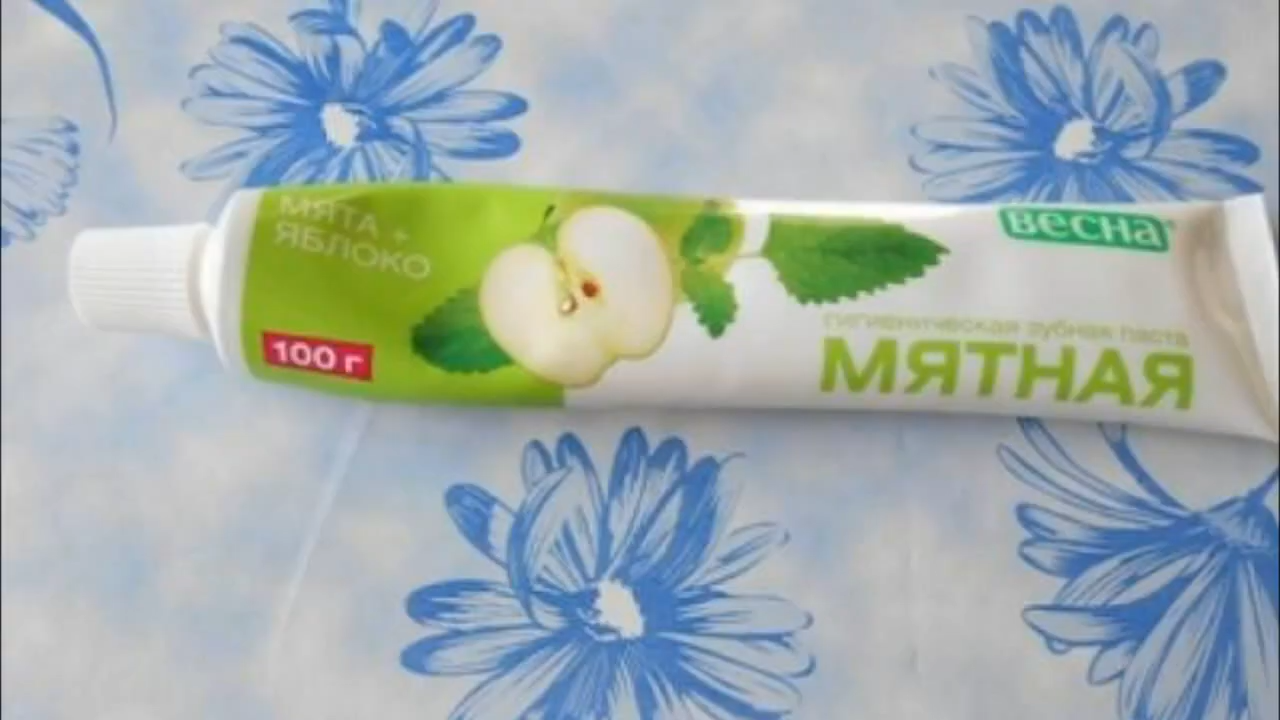 МЯТА +
ЯБЛОКО
100 г
весна
гигиеническая зубная паста
МЯТНАЯ